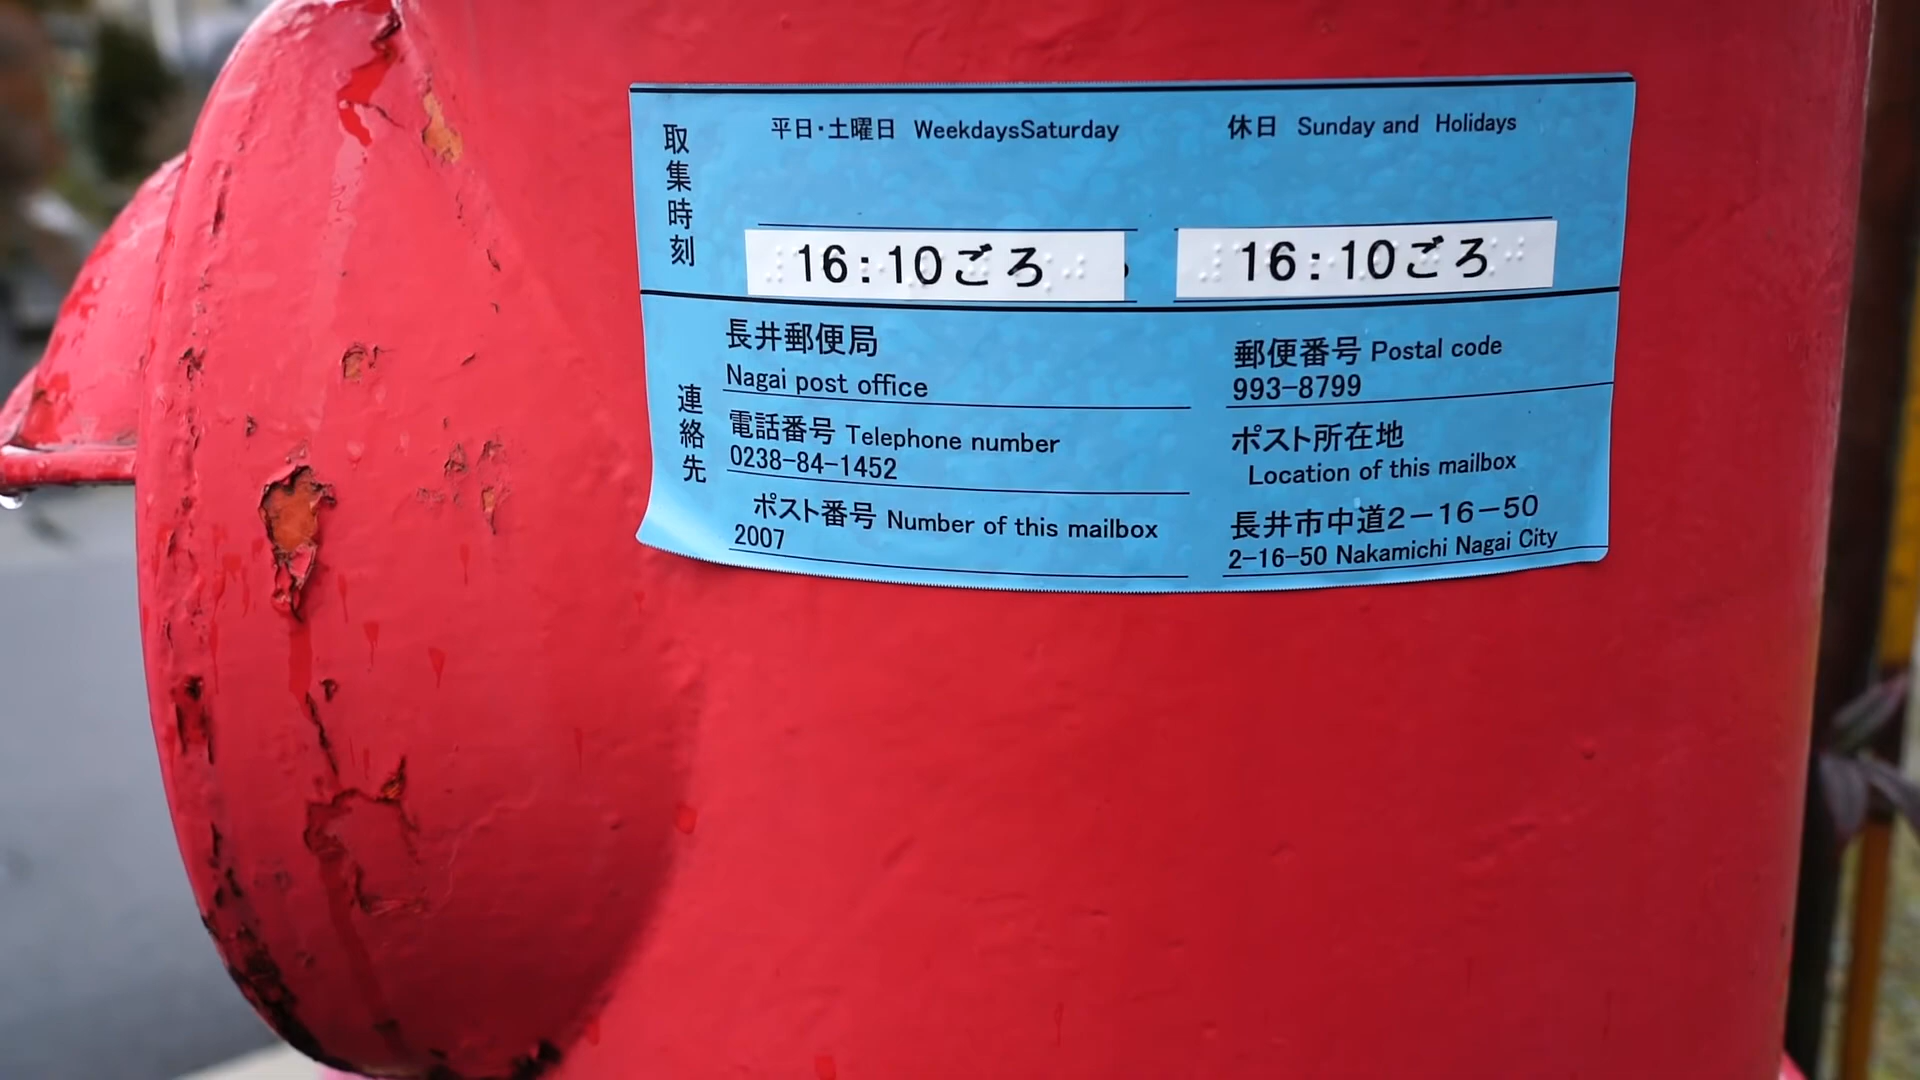 取集時刻
平日・土曜日 WeekdaysSaturday
休日 Sunday and Holidays
16:10ごろ
16:10ごろ
連絡先
長井郵便局
Nagai post office
郵便番号 Postal code
993-8799
電話番号 Telephone number
0238-84-1452
ポスト所在地
Location of this mailbox
ポスト番号 Number of this mailbox
2007
長井市中道2-16-50
2-16-50 Nakamichi Nagai City